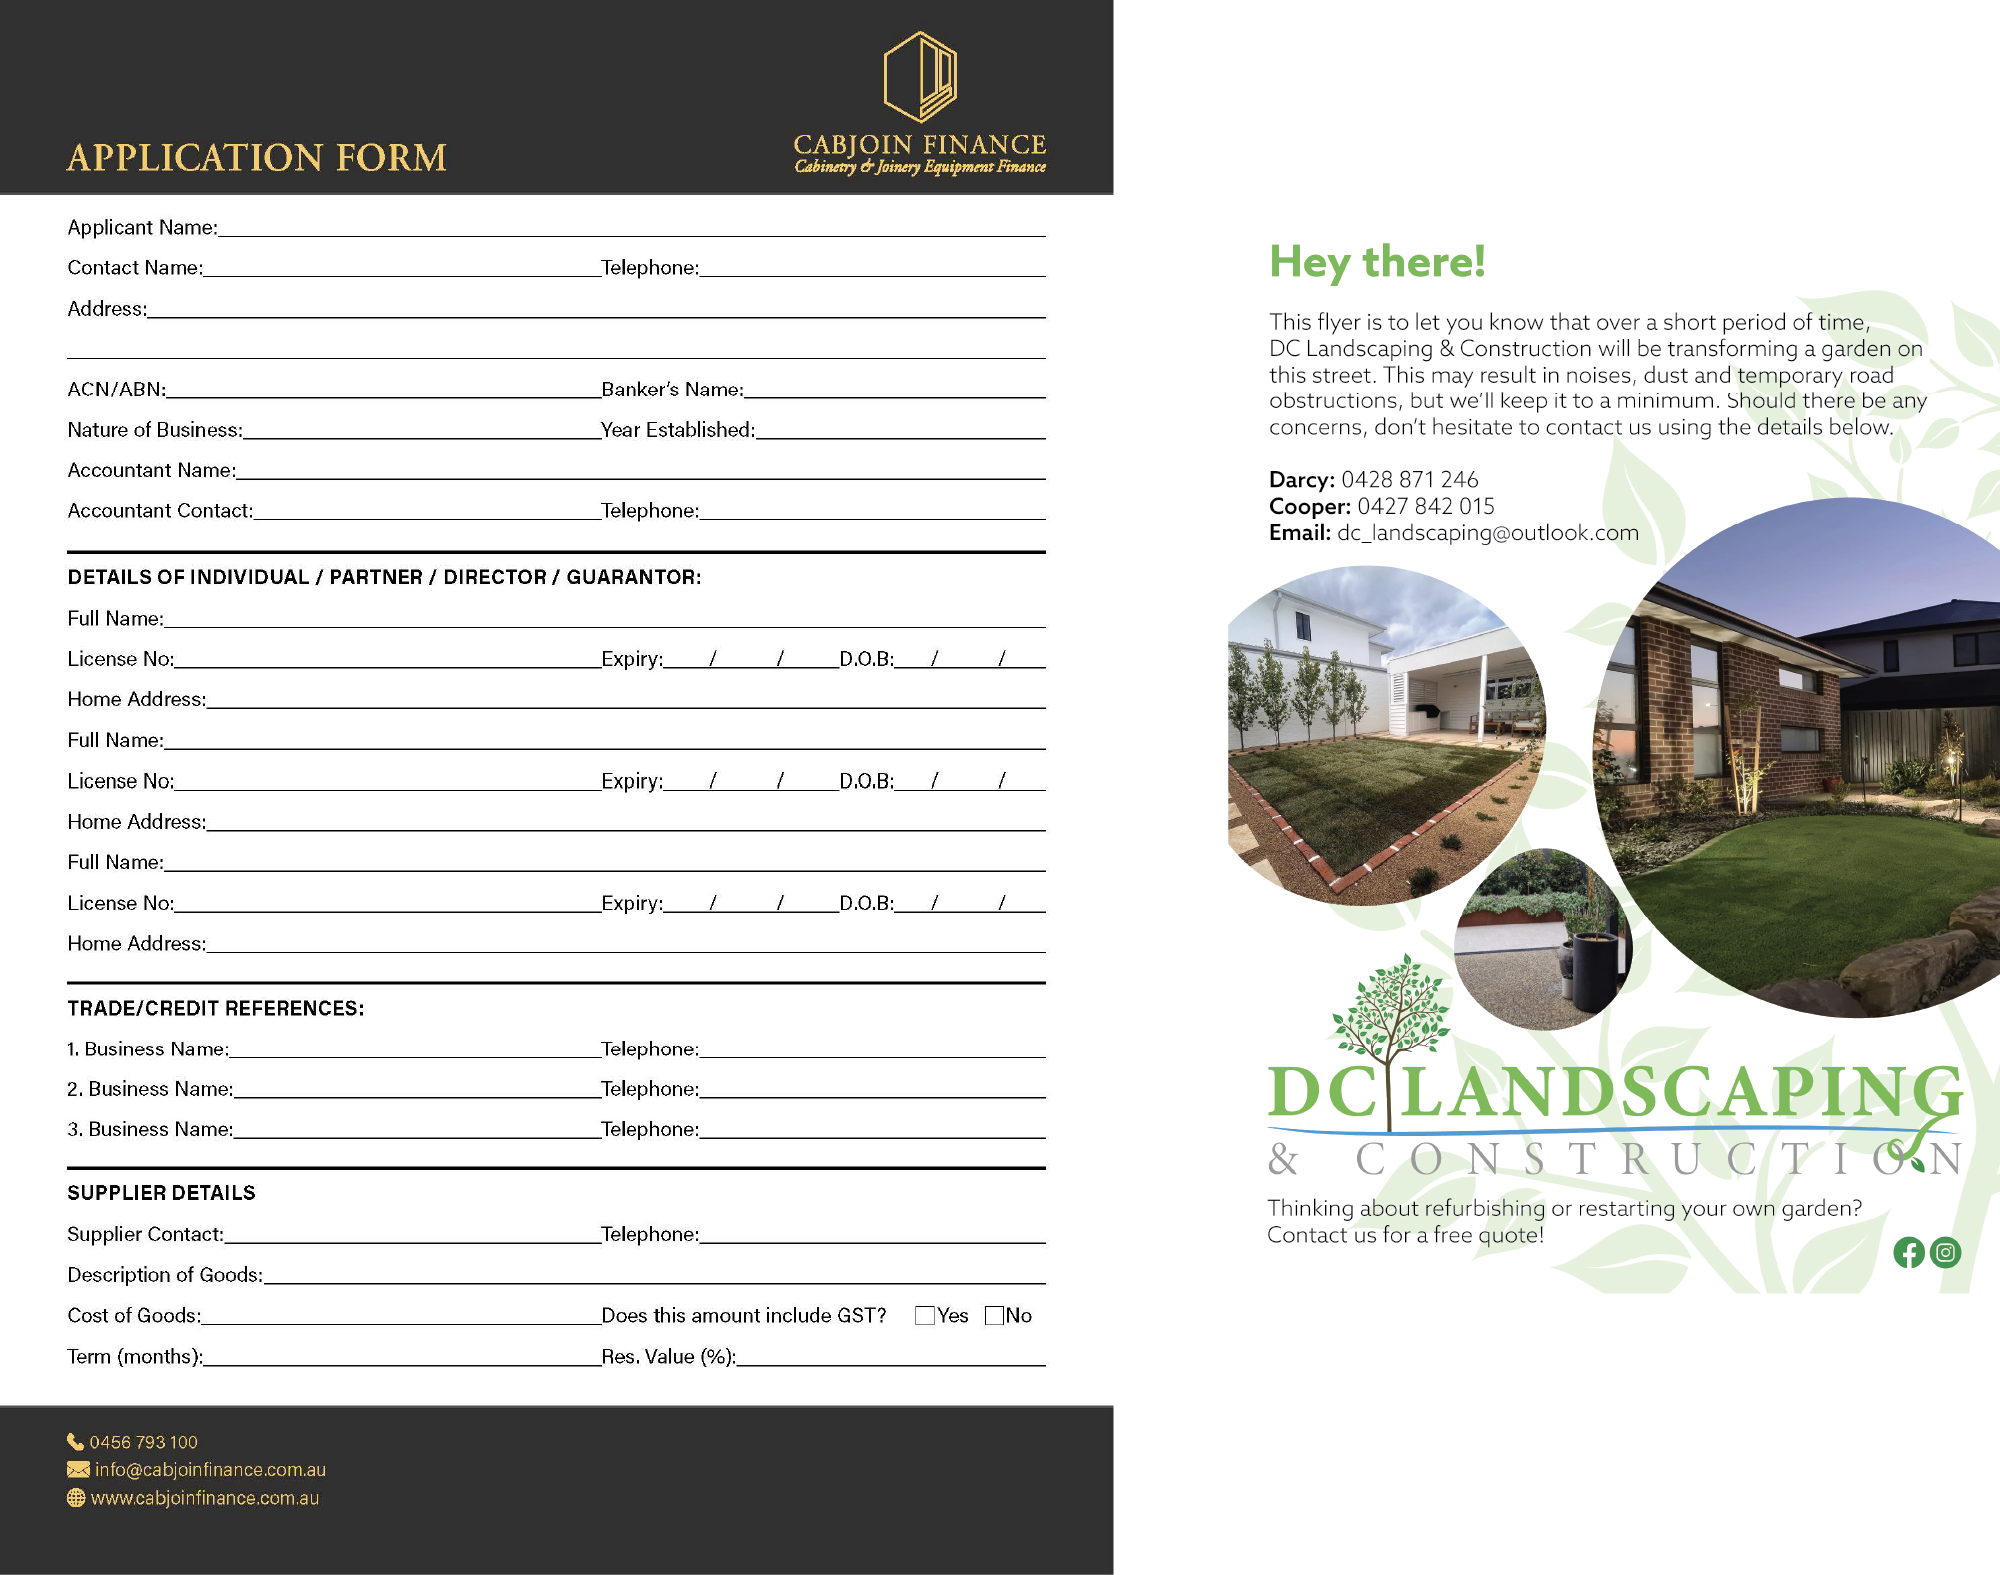 APPLICATION FORM
CABJOIN FINANCE
Cabinetry & Joinery Equipment Finance
Applicant Name:
Contact Name: Telephone:
Address:
ACN/ABN: Banker's Name:
Nature of Business: Year Established:
Accountant Name:
Accountant Contact: Telephone:
DETAILS OF INDIVIDUAL / PARTNER / DIRECTOR / GUARANTOR:
Full Name:
License No: Expiry: / / D.O.B: / /
Home Address:
Full Name:
License No: Expiry: / / D.O.B: / /
Home Address:
Full Name:
License No: Expiry: / / D.O.B: / /
Home Address:
TRADE/CREDIT REFERENCES:
1. Business Name: Telephone:
2. Business Name: Telephone:
3. Business Name: Telephone:
SUPPLIER DETAILS
Supplier Contact: Telephone:
Description of Goods:
Cost of Goods: Does this amount include GST? Yes No
Term (months): Res. Value (%):
0456 793 100
info@cabjoinfinance.com.au
www.cabjoinfinance.com.au
Hey there!
This flyer is to let you know that over a short period of time,
DC Landscaping & Construction will be transforming a garden on
this street. This may result in noises, dust and temporary road
obstructions, but we'll keep it to a minimum. Should there be any
concerns, don't hesitate to contact us using the details below.
Darcy: 0428 871 246
Cooper: 0427 842 015
Email: dc_landscaping@outlook.com
DC LANDSCAPING
& CONSTRUCTION
Thinking about refurbishing or restarting your own garden?
Contact us for a free quote!